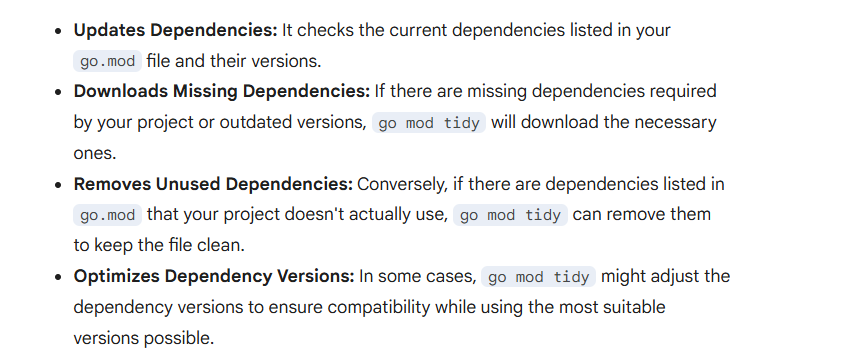 • Updates Dependencies: It checks the current dependencies listed in your
go.mod file and their versions.
• Downloads Missing Dependencies: If there are missing dependencies required
by your project or outdated versions, go mod tidy will download the necessary
ones.
• Removes Unused Dependencies: Conversely, if there are dependencies listed in
go.mod that your project doesn't actually use, go mod tidy can remove them
to keep the file clean.
• Optimizes Dependency Versions: In some cases, go mod tidy might adjust the
dependency versions to ensure compatibility while using the most suitable
versions possible.